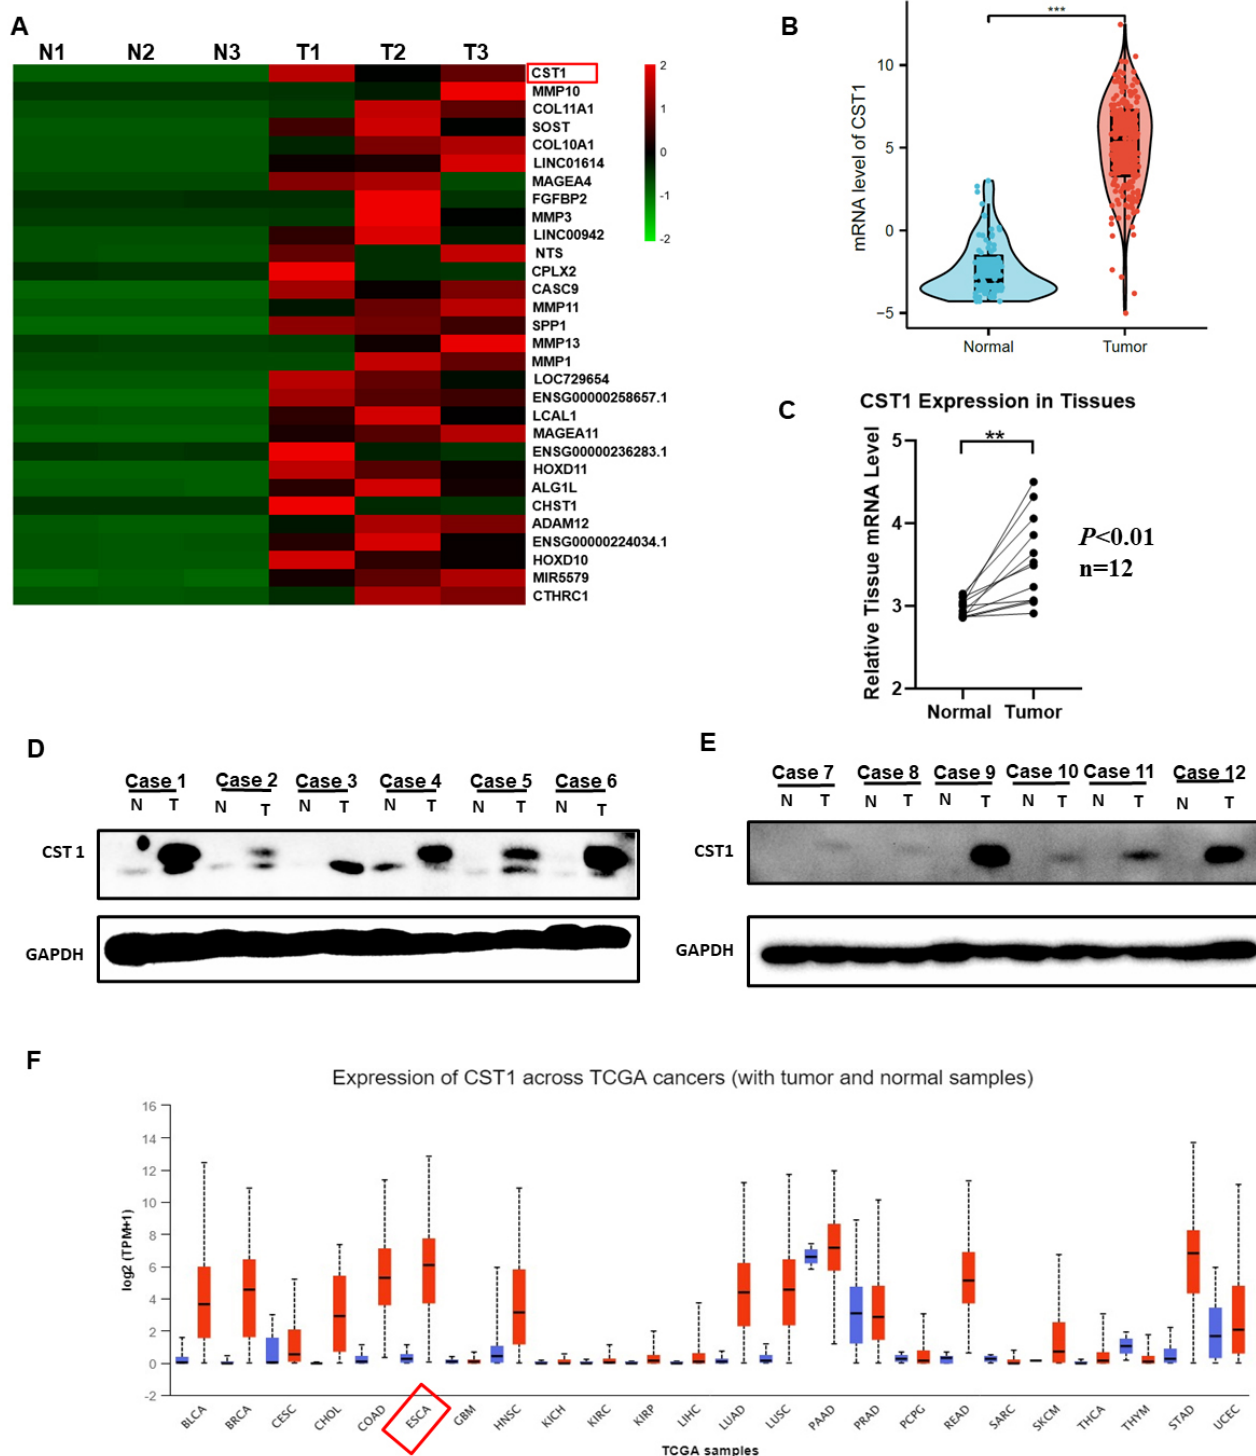 A
N1 N2 N3 T1 T2 T3
CST1
MMP10
COL11A1
SOST
COL10A1
LINC01614
MAGEA4
FGFBP2
MMP3
LINC00942
NTS
CPLX2
CASC9
MMP11
SPP1
MMP13
MMP1
LOC729654
ENSG00000258657.1
LCAL1
MAGEA11
ENSG00000236283.1
HOXD11
ALG1L
CHST1
ADAM12
ENSG00000224034.1
HOXD10
MIR5579
CTHRC1
2
1
0
-1
-2
B
***
mRNA level of CST1
10
5
0
−5
Normal Tumor
C
CST1 Expression in Tissues
Relative Tissue mRNA Level
5
4
3
2
**
P<0.01
n=12
Normal Tumor
D
Case 1 Case 2 Case 3 Case 4 Case 5 Case 6
N T N T N T N T N T N T
CST 1
GAPDH
E
Case 7 Case 8 Case 9 Case 10 Case 11 Case 12
N T N T N T N T N T N T
CST1
GAPDH
F
Expression of CST1 across TCGA cancers (with tumor and normal samples)
log2 (TPM+1)
16
14
12
10
8
6
4
2
0
-2
BLCA BRCA CESC CHOL COAD ESCA GBM HNSC KICH KIRC KIRP LIHC LUAD LUSC PAAD PRAD PCPG READ SARC SKCM THCA THYM STAD UCEC
TCGA samples